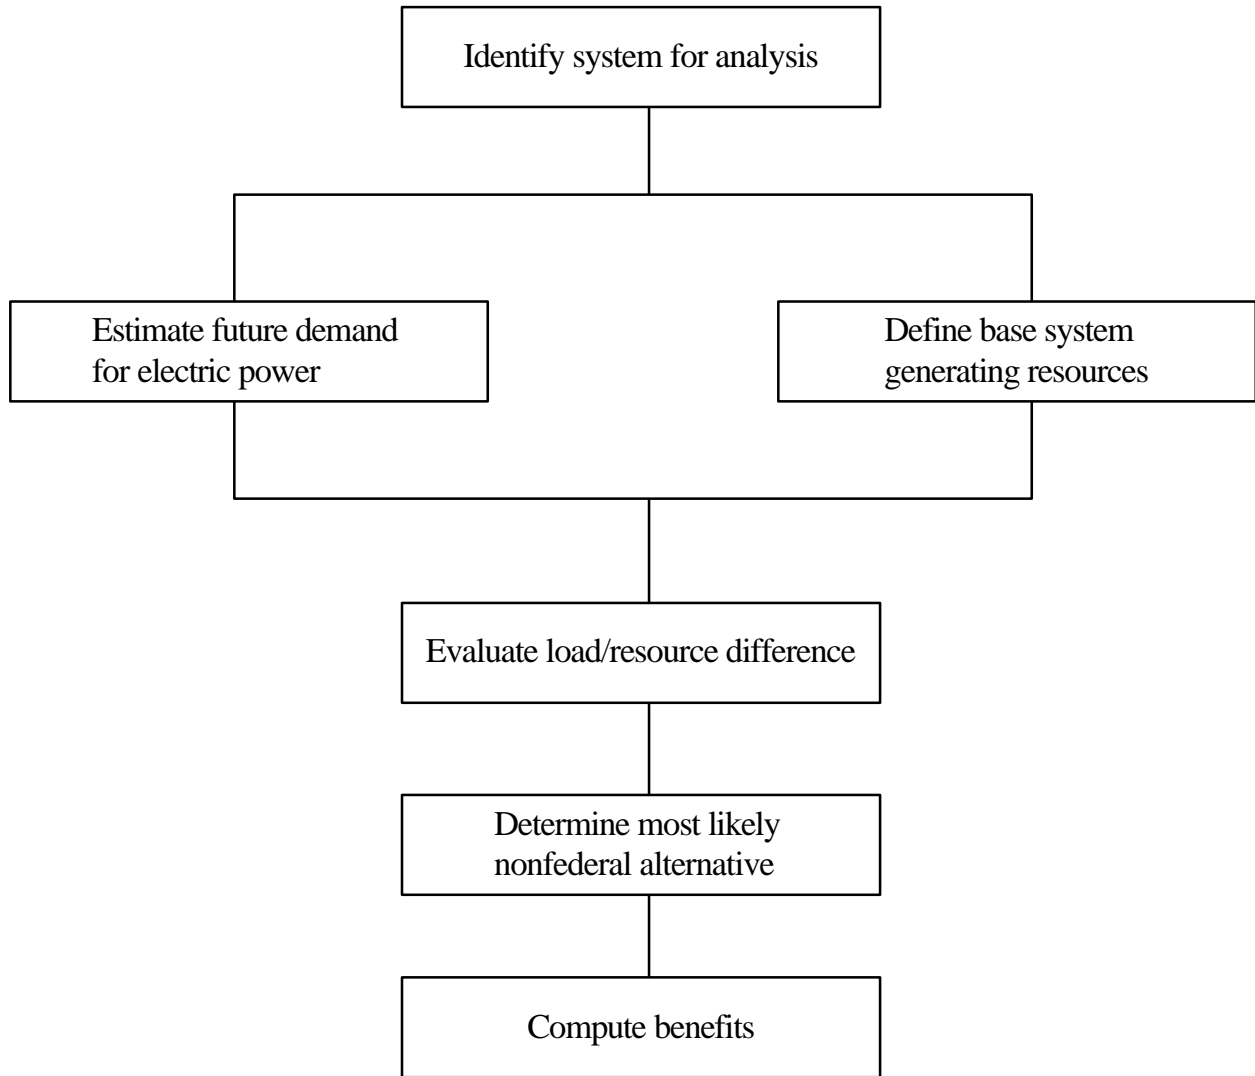 Identify system for analysis
Estimate future demand
for electric power
Define base system
generating resources
Evaluate load/resource difference
Determine most likely
nonfederal alternative
Compute benefits